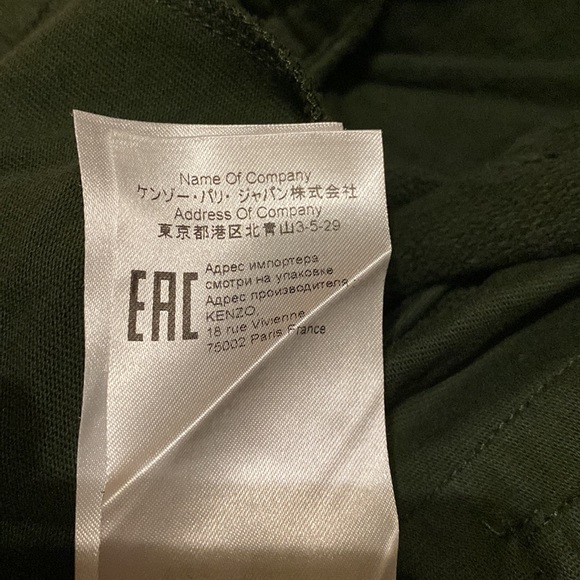 Name Of Company
ケンゾー・パリ・ジャパン株式会社
Address Of Company
東京都港区北青山3-5-29
EAC
Адрес импортера
смотри на упаковке
Адрес производителя
KENZO,
18 rue Vivienne
75002 Paris France